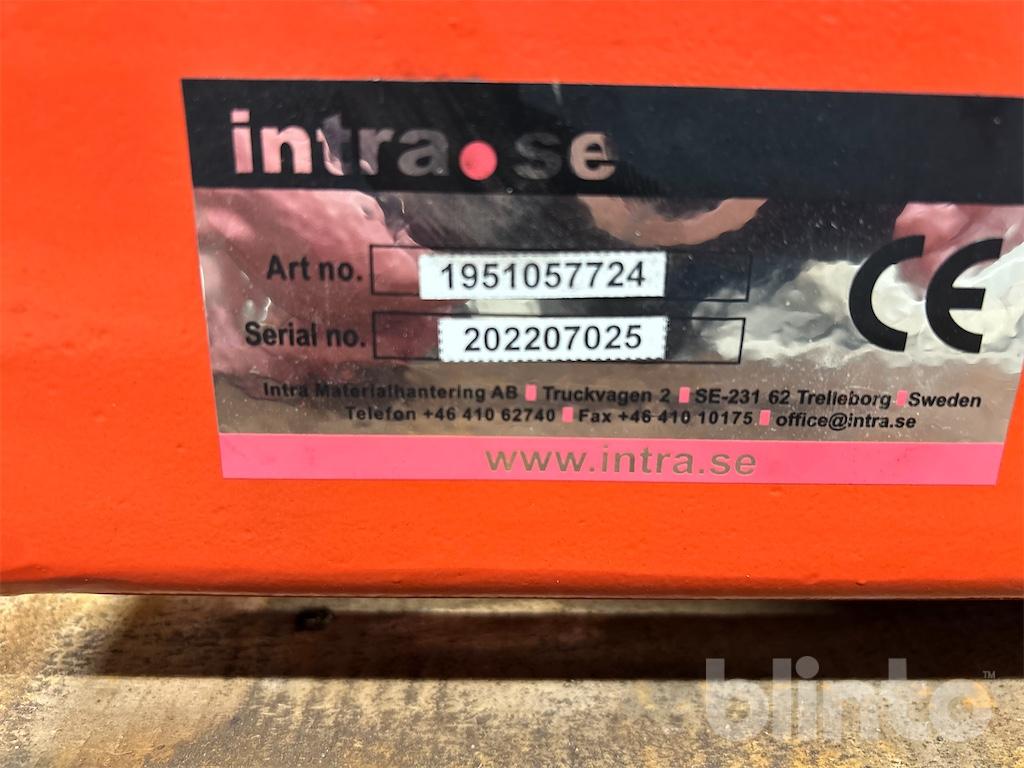 intra.se
CE
Art no. 1951057724
Serial no. 202207025
Intra Materialhantering AB Truckvagen 2 SE-231 62 Trelleborg Sweden
Telefon +46 410 62740 Fax +46 410 10175 office@intra.se
www.intra.se
blinto™